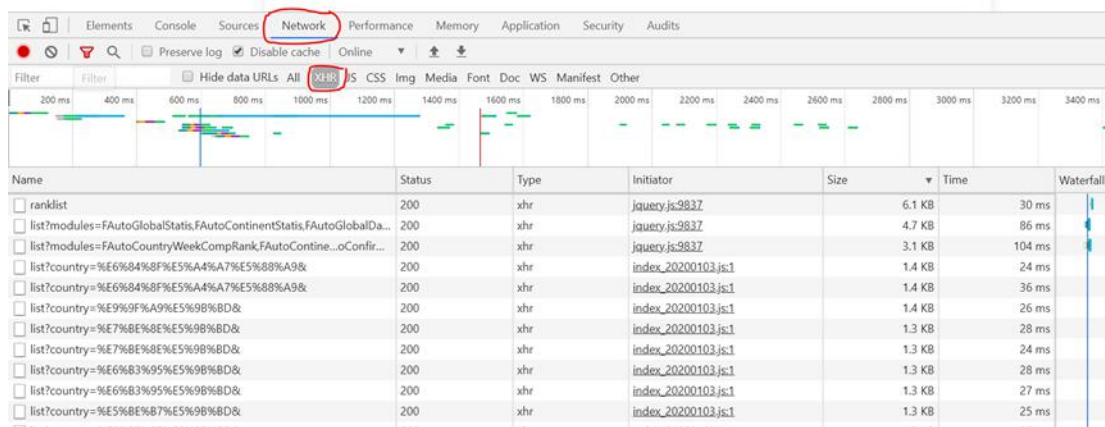 Elements Console Sources Network Performance Memory Application Security Audits
Preserve log Disable cache Online
Filter Filter Hide data URLs All XHR JS CSS Img Media Font Doc WS Manifest Other
200 ms 400 ms 600 ms 800 ms 1000 ms 1200 ms 1400 ms 1600 ms 1800 ms 2000 ms 2200 ms 2400 ms 2600 ms 2800 ms 3000 ms 3200 ms 3400 ms
Name Status Type Initiator Size Time Waterfall
ranklist 200 xhr jquery.js:9837 6.1 KB 30 ms
list?modules=FAutoGlobalStatis,FAutoContinentStatis,FAutoGlobalDa... 200 xhr jquery.js:9837 4.7 KB 86 ms
list?modules=FAutoCountryWeekCompRank,FAutoContine...oConfir... 200 xhr jquery.js:9837 3.1 KB 104 ms
list?country=%E6%84%8F%E5%A4%A7%E5%88%A9& 200 xhr index_20200103.js:1 1.4 KB 24 ms
list?country=%E6%84%8F%E5%A4%A7%E5%88%A9& 200 xhr index_20200103.js:1 1.4 KB 36 ms
list?country=%E9%9F%A9%E5%9B%BD& 200 xhr index_20200103.js:1 1.4 KB 26 ms
list?country=%E7%BE%8E%E5%9B%BD& 200 xhr index_20200103.js:1 1.3 KB 28 ms
list?country=%E7%BE%8E%E5%9B%BD& 200 xhr index_20200103.js:1 1.3 KB 24 ms
list?country=%E6%B3%95%E5%9B%BD& 200 xhr index_20200103.js:1 1.3 KB 28 ms
list?country=%E6%B3%95%E5%9B%BD& 200 xhr index_20200103.js:1 1.3 KB 27 ms
list?country=%E5%BE%B7%E5%9B%BD& 200 xhr index_20200103.js:1 1.3 KB 25 ms